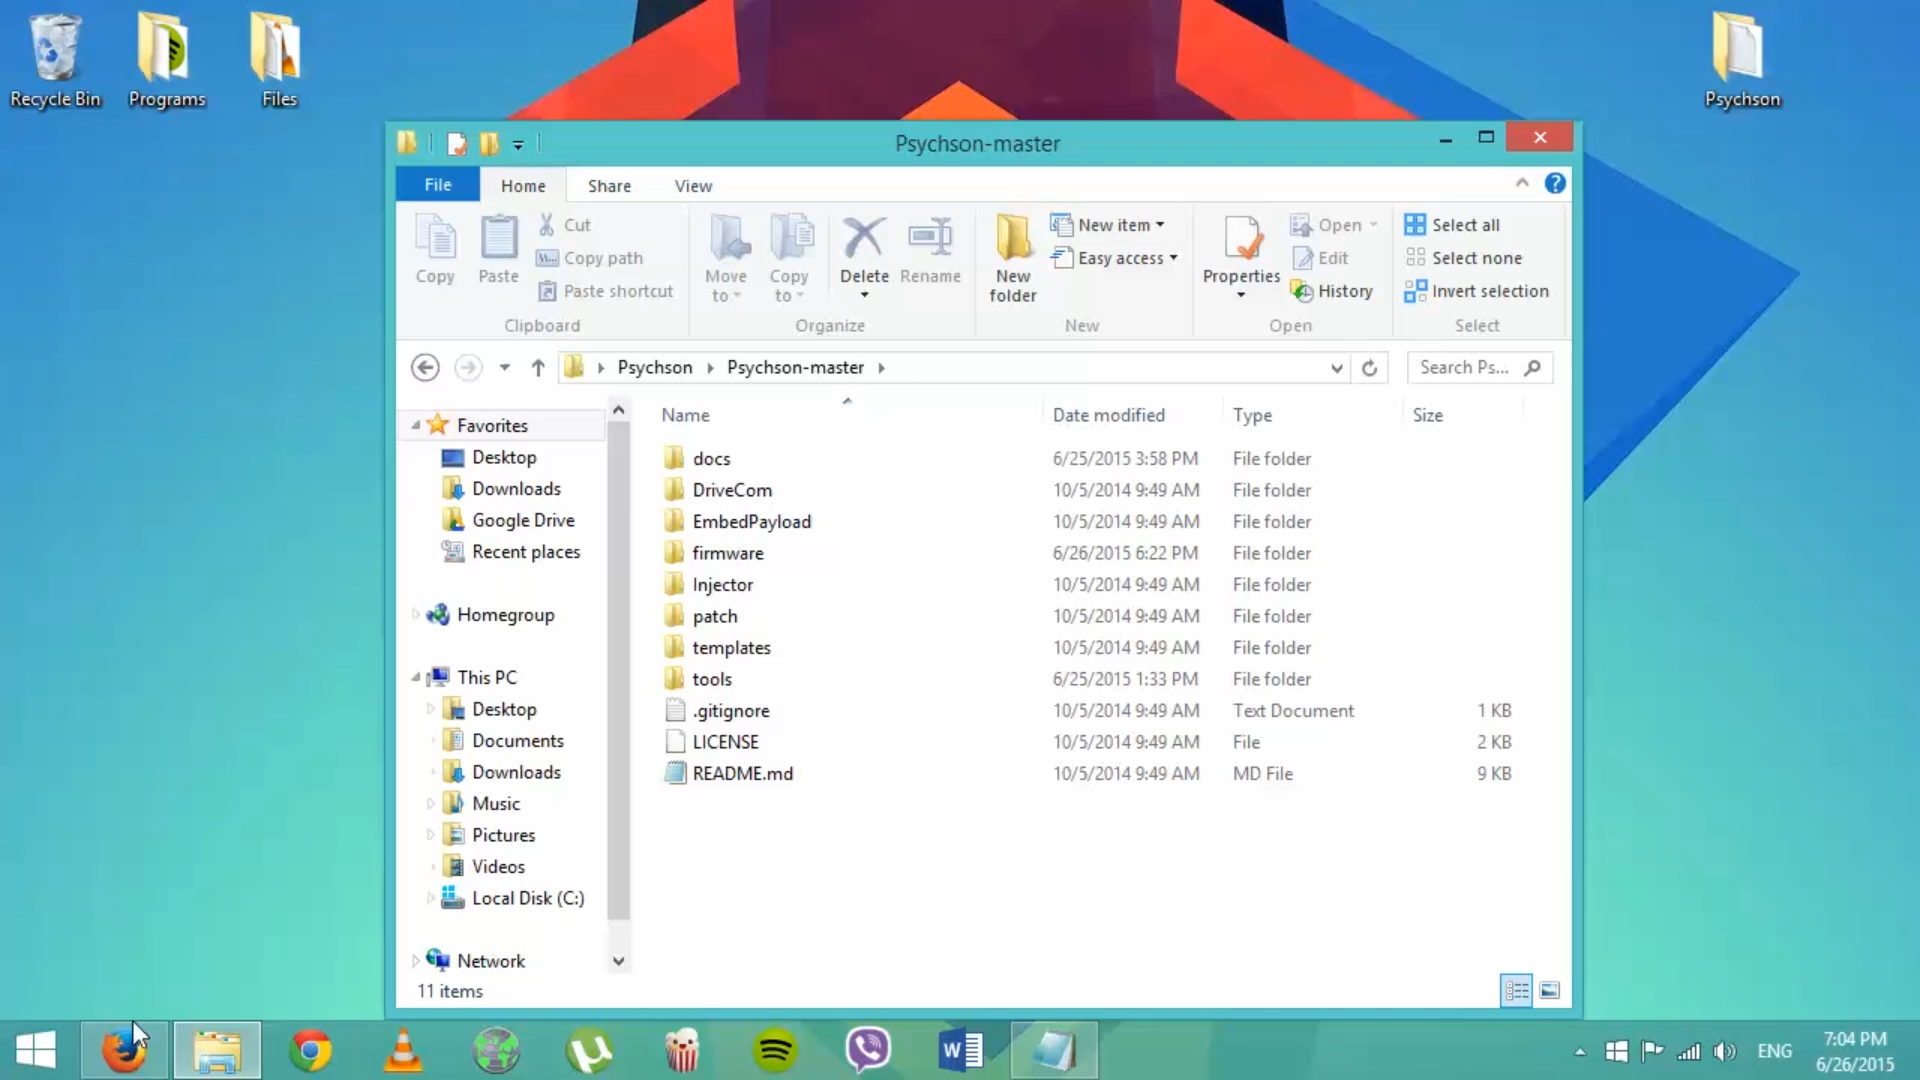 Recycle Bin
Programs
Files
Psychson
Psychson-master
File
Home
Share
View
Copy
Paste
Cut
Copy path
Paste shortcut
Clipboard
Move to
Copy to
Delete
Rename
Organize
New folder
New item
Easy access
New
Properties
Open
Edit
History
Open
Select all
Select none
Invert selection
Select
Psychson Psychson-master
Search Ps...
Favorites
Desktop
Downloads
Google Drive
Recent places
Homegroup
This PC
Desktop
Documents
Downloads
Music
Pictures
Videos
Local Disk (C:)
Network
Name Date modified Type Size
docs 6/25/2015 3:58 PM File folder
DriveCom 10/5/2014 9:49 AM File folder
EmbedPayload 10/5/2014 9:49 AM File folder
firmware 6/26/2015 6:22 PM File folder
Injector 10/5/2014 9:49 AM File folder
patch 10/5/2014 9:49 AM File folder
templates 10/5/2014 9:49 AM File folder
tools 6/25/2015 1:33 PM File folder
.gitignore 10/5/2014 9:49 AM Text Document 1 KB
LICENSE 10/5/2014 9:49 AM File 2 KB
README.md 10/5/2014 9:49 AM MD File 9 KB
11 items
ENG
7:04 PM
6/26/2015